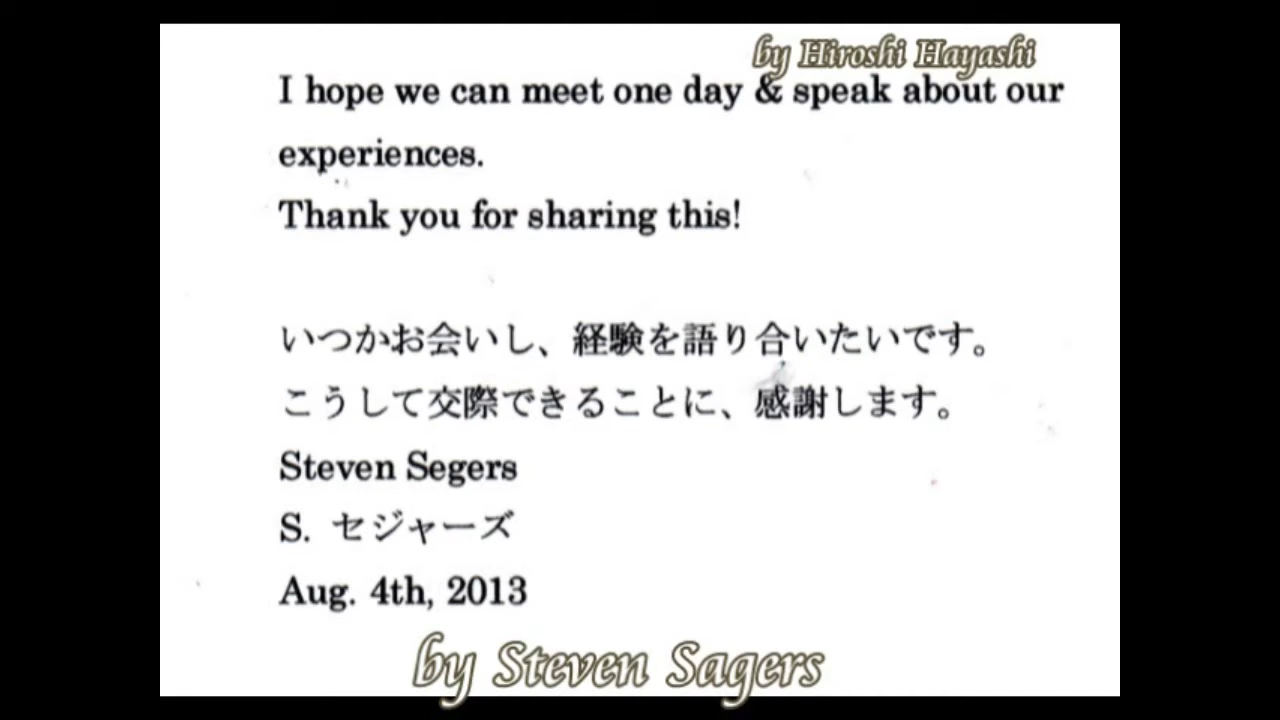 by Hiroshi Hayashi
I hope we can meet one day & speak about our
experiences.
Thank you for sharing this!
いつかお会いし、経験を語り合いたいです。
こうして交際できることに、感謝します。
Steven Segers
S. セジャーズ
Aug. 4th, 2013
by Steven Sagers